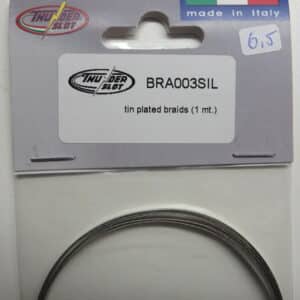 THUNDER
SLOT
made in Italy
6,5
THUNDER
SLOT
BRA003SIL
tin plated braids (1 mt.)